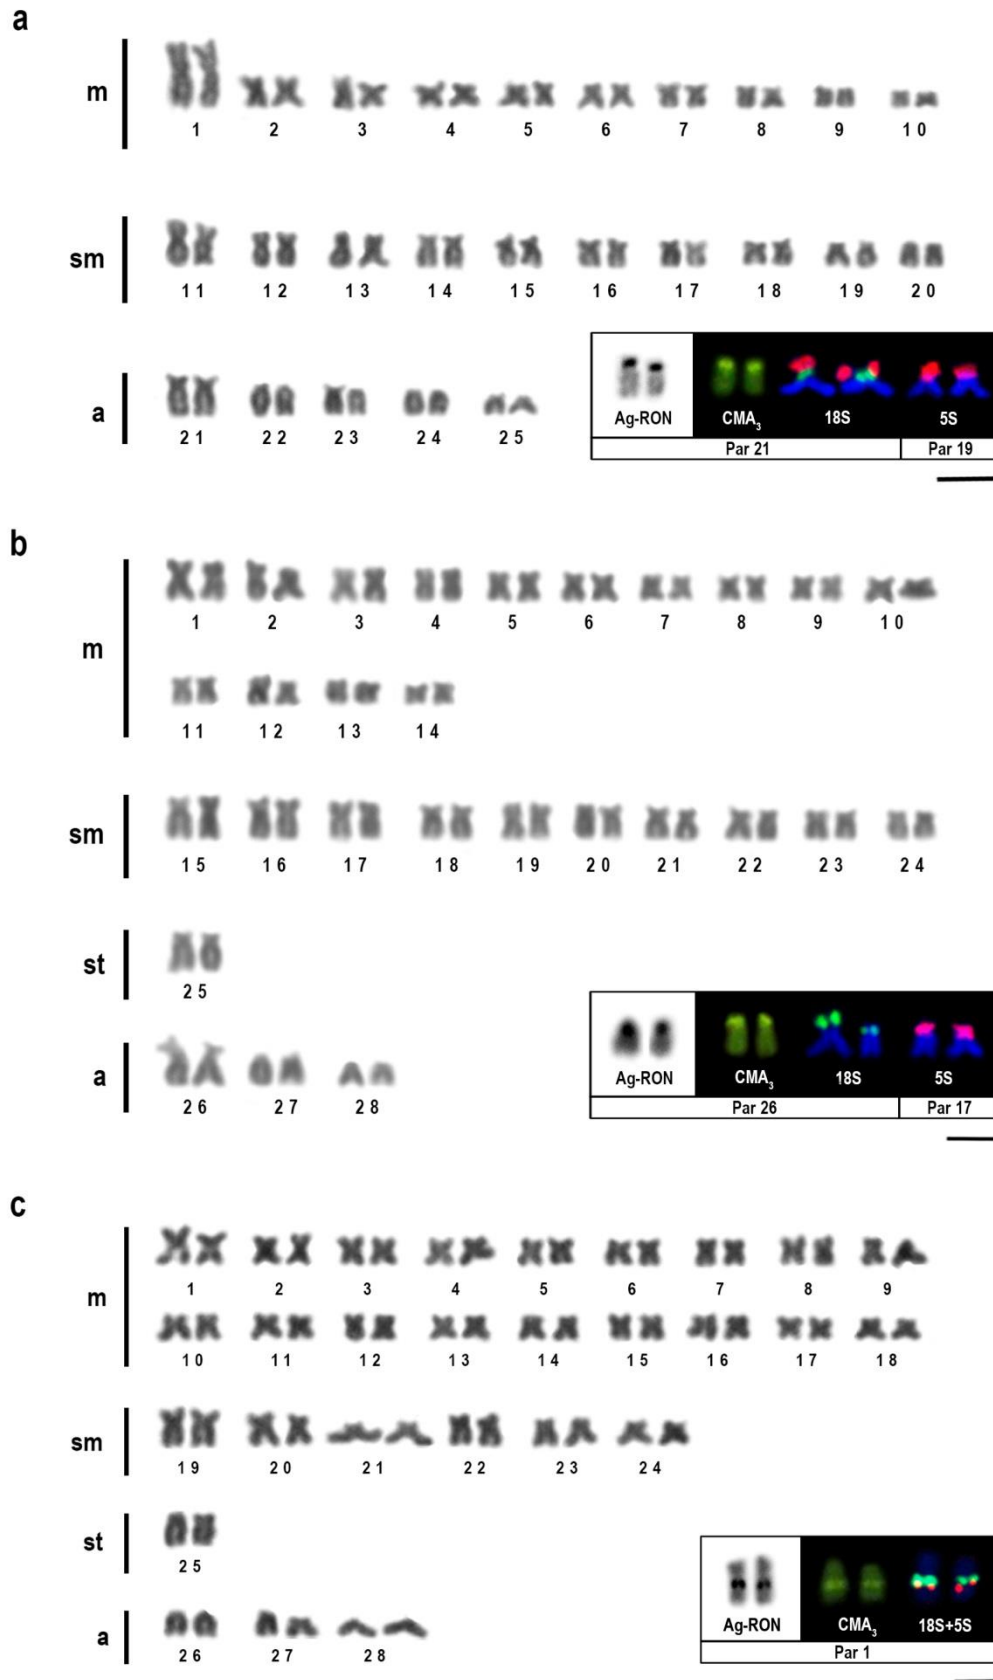 a
m
1 2 3 4 5 6 7 8 9 10
sm
11 12 13 14 15 16 17 18 19 20
a
21 22 23 24 25
Ag-RON CMA₃ 18S 5S
Par 21 Par 19
b
m
1 2 3 4 5 6 7 8 9 10
11 12 13 14
sm
15 16 17 18 19 20 21 22 23 24
st
25
a
26 27 28
Ag-RON CMA₃ 18S 5S
Par 26 Par 17
c
m
1 2 3 4 5 6 7 8 9
10 11 12 13 14 15 16 17 18
sm
19 20 21 22 23 24
st
25
a
26 27 28
Ag-RON CMA₃ 18S+5S
Par 1